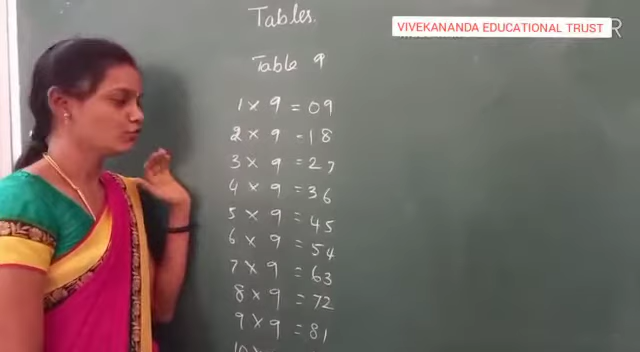 Tables.
VIVEKANANDA EDUCATIONAL TRUST
Table 9
1 × 9 = 09
2 × 9 = 18
3 × 9 = 27
4 × 9 = 36
5 × 9 = 45
6 × 9 = 54
7 × 9 = 63
8 × 9 = 72
9 × 9 = 81